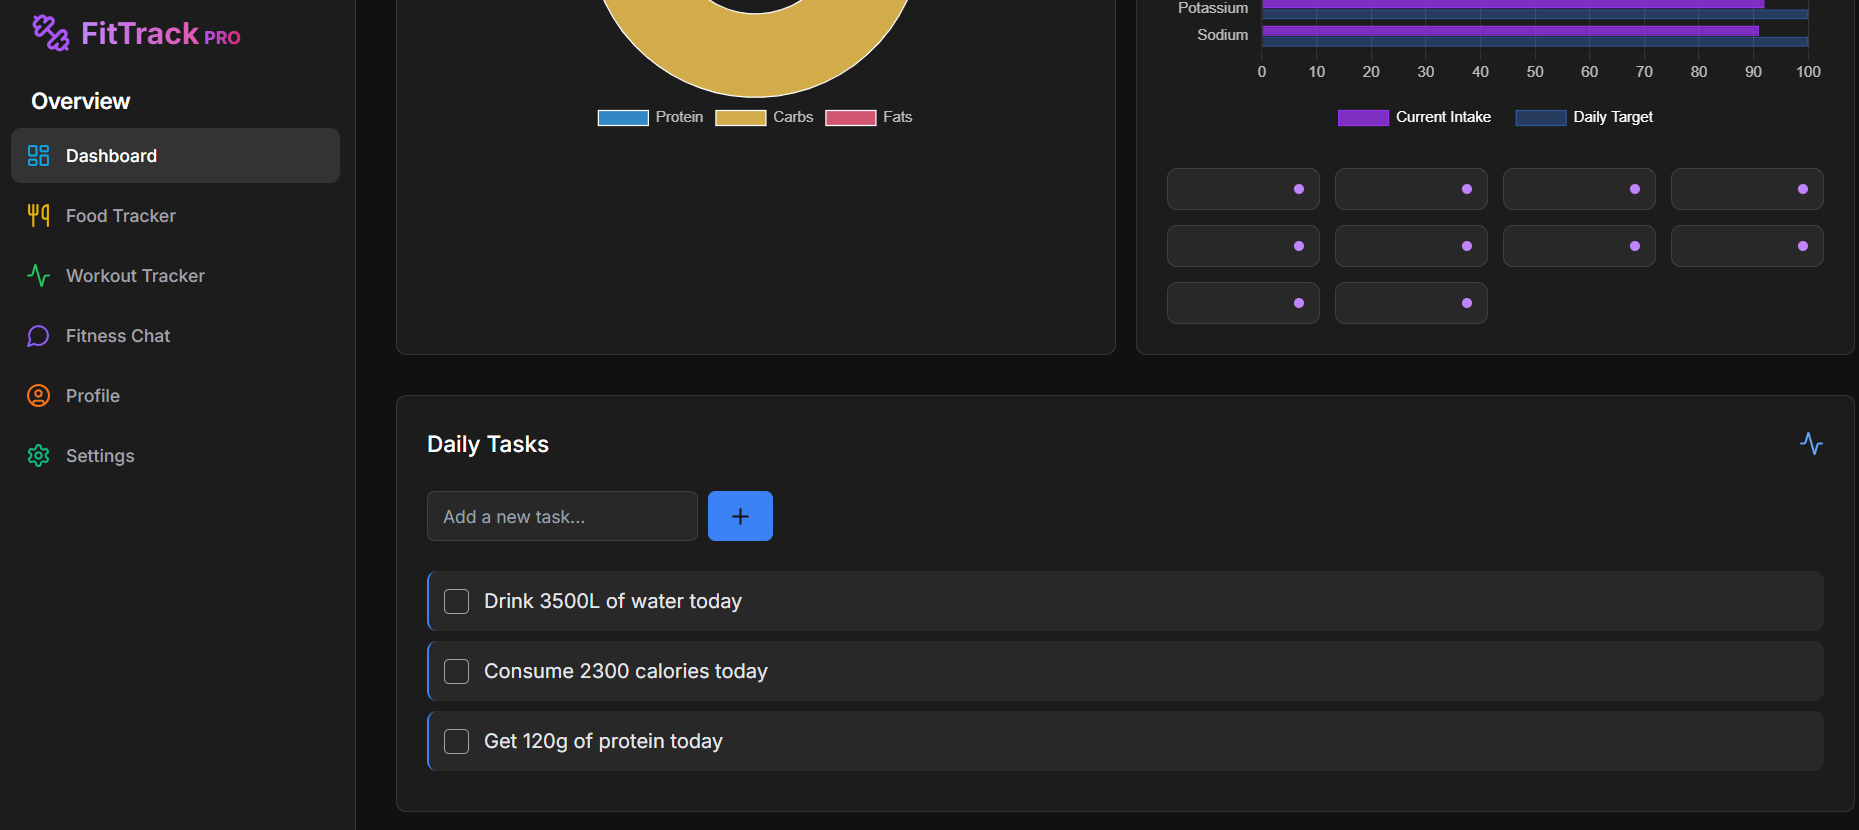 FitTrack PRO
Overview
Dashboard
Food Tracker
Workout Tracker
Fitness Chat
Profile
Settings
Protein Carbs Fats
Potassium
Sodium
0 10 20 30 40 50 60 70 80 90 100
Current Intake Daily Target
Daily Tasks
Add a new task...
+
Drink 3500L of water today
Consume 2300 calories today
Get 120g of protein today